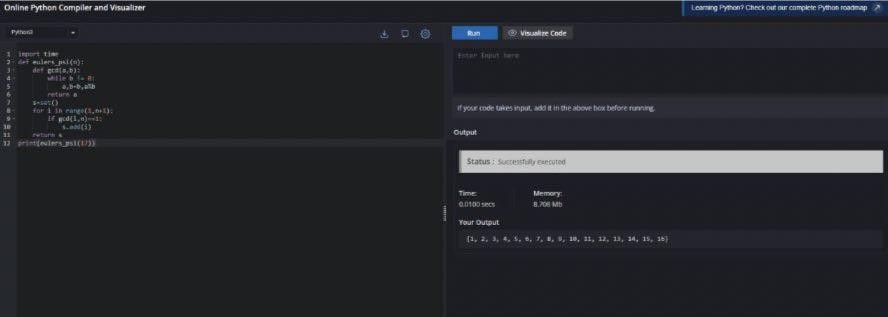 Online Python Compiler and Visualizer
Learning Python? Check out our complete Python roadmap
Python3
Run
Visualize Code
1 import time
2 def eulers_psi(n):
3 def gcd(a,b):
4 while b != 0:
5 a,b=b,a%b
6 return a
7 s=set()
8 for i in range(1,n+1):
9 if gcd(i,n)==1:
10 s.add(i)
11 return s
12 print(eulers_psi(17))
Enter Input here
If your code takes input, add it in the above box before running.
Output
Status : Successfully executed
Time:
0.0100 secs
Memory:
8.708 Mb
Your Output
{1, 2, 3, 4, 5, 6, 7, 8, 9, 10, 11, 12, 13, 14, 15, 16}